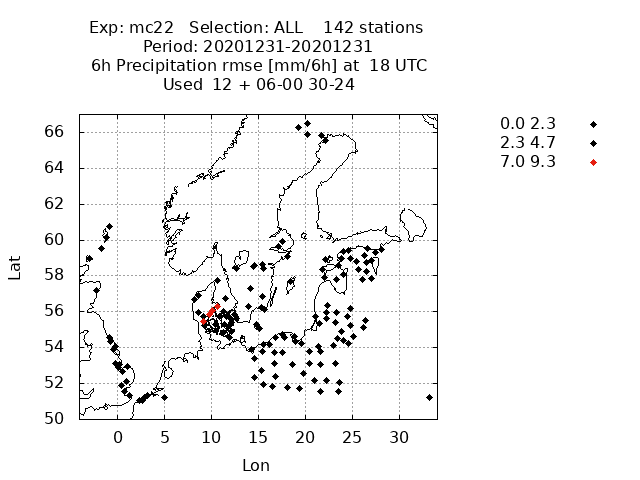 Exp: mc22 Selection: ALL 142 stations
Period: 20201231-20201231
6h Precipitation rmse [mm/6h] at 18 UTC
Used 12 + 06-00 30-24
0.0 2.3
2.3 4.7
7.0 9.3
66
64
62
60
58
56
54
52
50
Lat
0 5 10 15 20 25 30
Lon